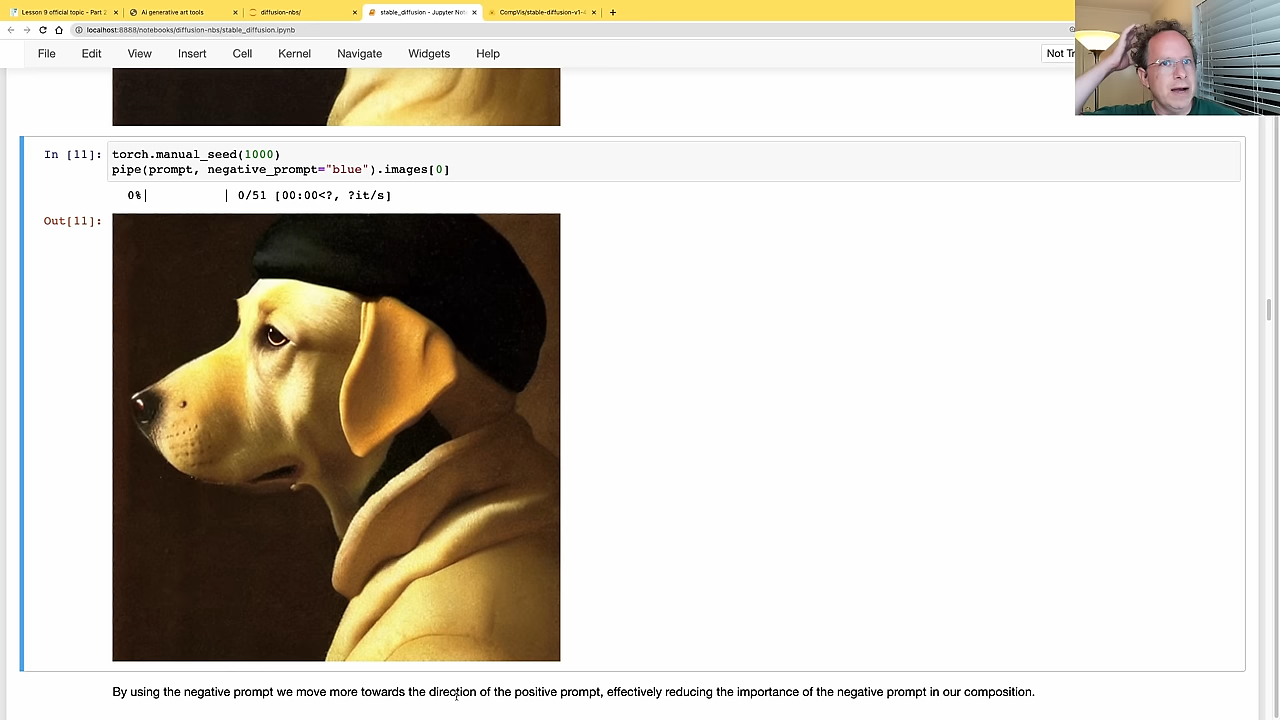 Lesson 9 official topic - Part 2
AI generative art tools
diffusion-nbs/
stable_diffusion - Jupyter Not
CompVis/stable-diffusion-v1-4
localhost:8888/notebooks/diffusion-nbs/stable_diffusion.ipynb
File Edit View Insert Cell Kernel Navigate Widgets Help
Not Tr
In [11]: torch.manual_seed(1000)
pipe(prompt, negative_prompt="blue").images[0]
0%| | 0/51 [00:00<?, ?it/s]
Out[11]:
By using the negative prompt we move more towards the direction of the positive prompt, effectively reducing the importance of the negative prompt in our composition.